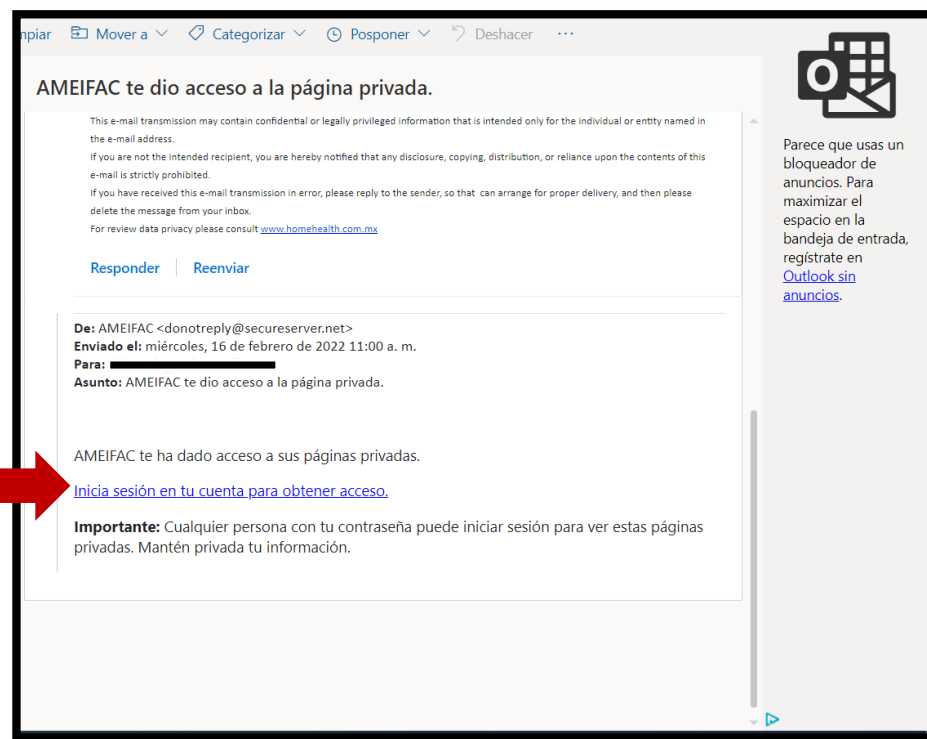 mpiar Mover a Categorizar Posponer Deshacer ...
AMEIFAC te dio acceso a la página privada.
This e-mail transmission may contain confidential or legally privileged information that is intended only for the individual or entity named in
the e-mail address.
If you are not the intended recipient, you are hereby notified that any disclosure, copying, distribution, or reliance upon the contents of this
e-mail is strictly prohibited.
If you have received this e-mail transmission in error, please reply to the sender, so that can arrange for proper delivery, and then please
delete the message from your inbox.
For review data privacy please consult www.homehealth.com.mx
Responder Reenviar
De: AMEIFAC <donotreply@secureserver.net>
Enviado el: miércoles, 16 de febrero de 2022 11:00 a. m.
Para:
Asunto: AMEIFAC te dio acceso a la página privada.
AMEIFAC te ha dado acceso a sus páginas privadas.
Inicia sesión en tu cuenta para obtener acceso.
Importante: Cualquier persona con tu contraseña puede iniciar sesión para ver estas páginas
privadas. Mantén privada tu información.
O
Parece que usas un
bloqueador de
anuncios. Para
maximizar el
espacio en la
bandeja de entrada,
regístrate en
Outlook sin
anuncios.